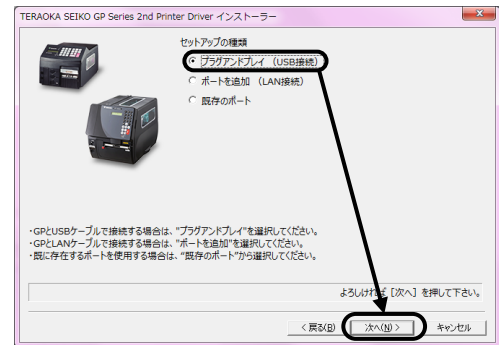 TERAOKA SEIKO GP Series 2nd Printer Driver インストーラー
セットアップの種類
プラグアンドプレイ （USB接続）
ポートを追加 （LAN接続）
既存のポート
・GPとUSBケーブルで接続する場合は、"プラグアンドプレイ"を選択してください。
・GPとLANケーブルで接続する場合は、"ポートを追加"を選択してください。
・既に存在するポートを使用する場合は、"既存のポート"から選択してください。
よろしければ [次へ] を押して下さい。
< 戻る(B)
次へ(N) >
キャンセル